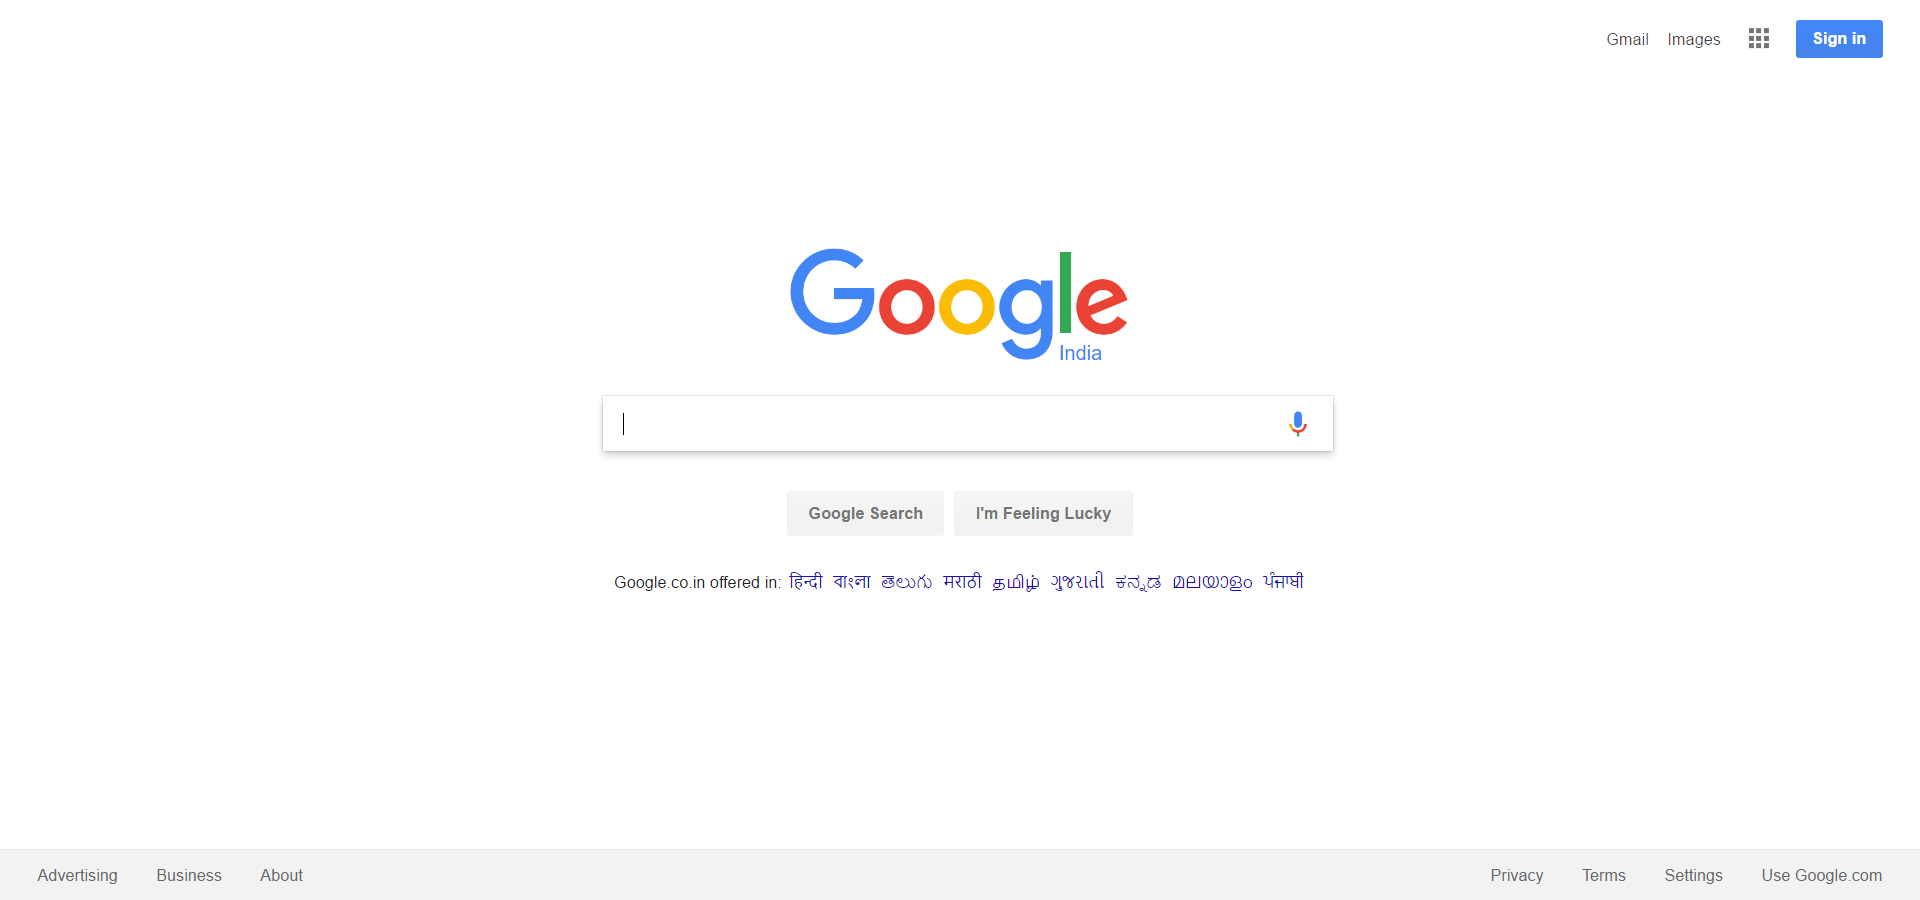 Gmail Images Sign in
Google
India
Google Search I'm Feeling Lucky
Google.co.in offered in: हिन्दी বাংলা తెలుగు मराठी தமிழ் ગુજરાતી ಕನ್ನಡ മലയാളം ਪੰਜਾਬੀ
Advertising Business About Privacy Terms Settings Use Google.com